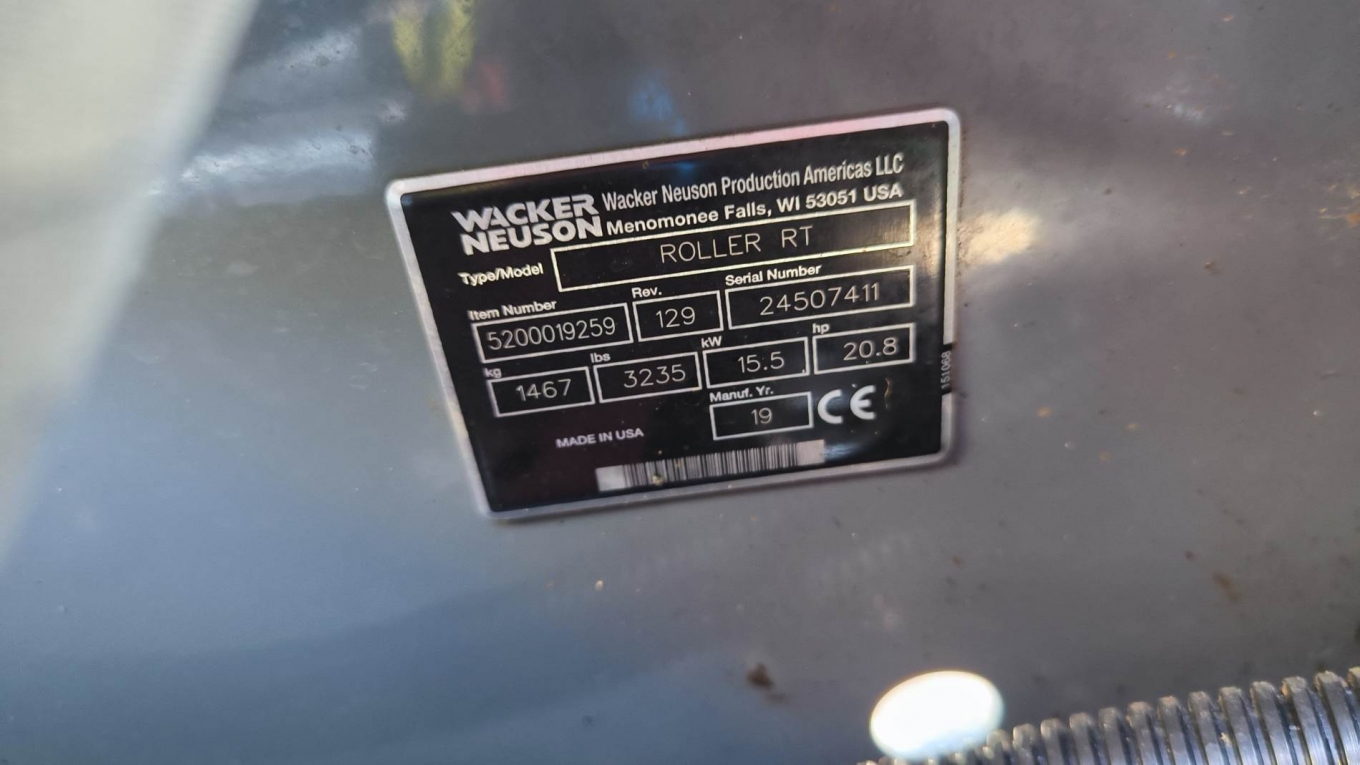 WACKER NEUSON
Wacker Neuson Production Americas LLC
Menomonee Falls, WI 53051 USA
Type/Model ROLLER RT
Item Number Rev. Serial Number
5200019259 129 24507411
kg lbs kW hp
1467 3235 15.5 20.8
Manuf. Yr.
19 CE
MADE IN USA
151068